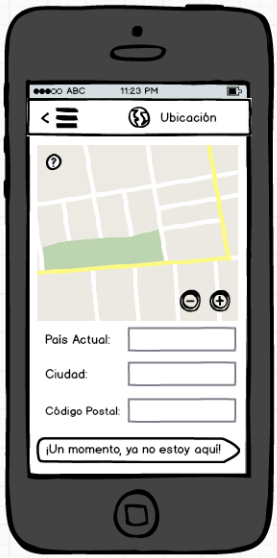 ABC 11:23 PM
Ubicación
?
País Actual:
Ciudad:
Código Postal:
¡Un momento, ya no estoy aquí!